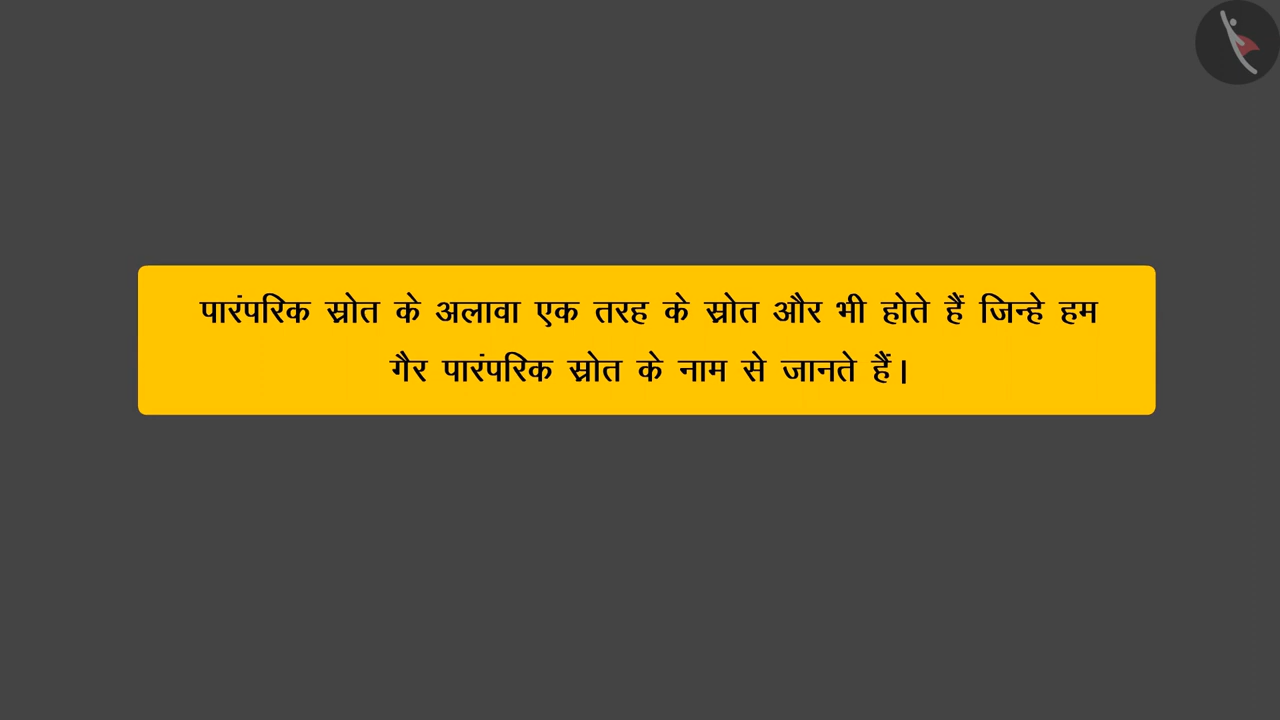 पारंपरिक स्रोत के अलावा एक तरह के स्रोत और भी होते हैं जिन्हे हम
गैर पारंपरिक स्रोत के नाम से जानते हैं।